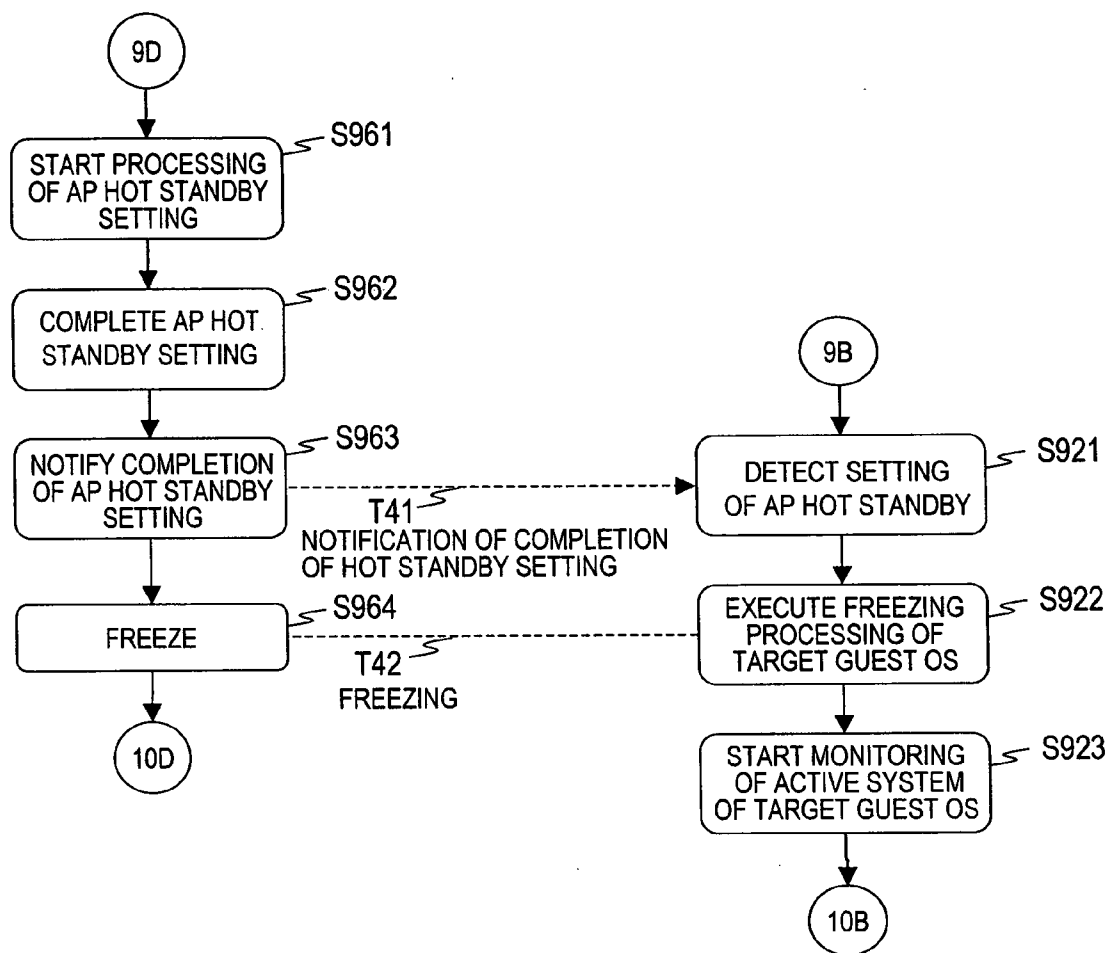 9D
S961
START PROCESSING
OF AP HOT STANDBY
SETTING
S962
COMPLETE AP HOT
STANDBY SETTING
S963
NOTIFY COMPLETION
OF AP HOT STANDBY
SETTING
T41
NOTIFICATION OF COMPLETION
OF HOT STANDBY SETTING
S964
FREEZE
T42
FREEZING
10D
9B
S921
DETECT SETTING
OF AP HOT STANDBY
S922
EXECUTE FREEZING
PROCESSING OF
TARGET GUEST OS
S923
START MONITORING
OF ACTIVE SYSTEM
OF TARGET GUEST OS
10B